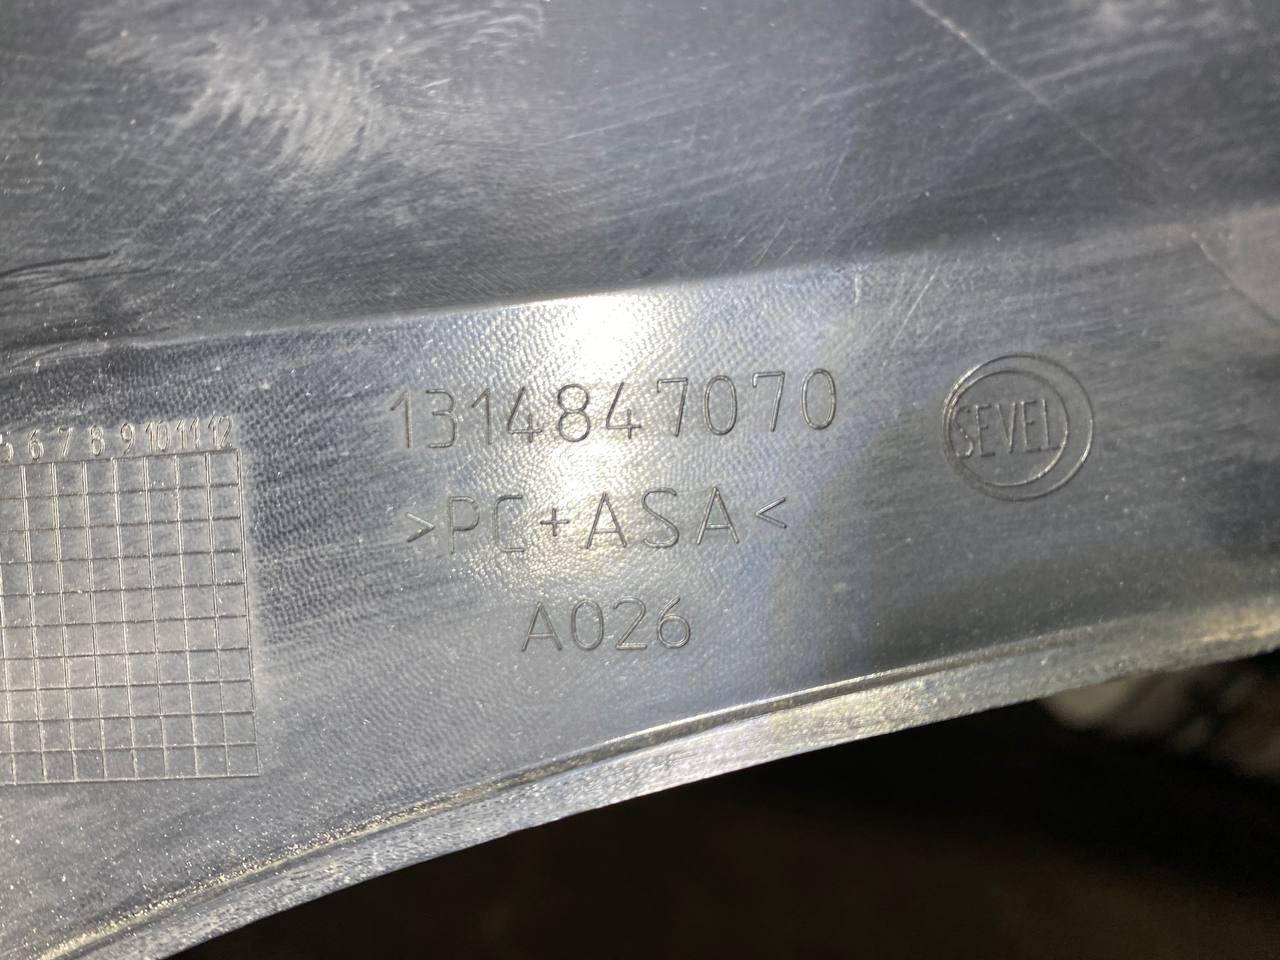 1314847070
SEVEL
>PC+ASA<
A026
5 6 7 8 9 10 11 12